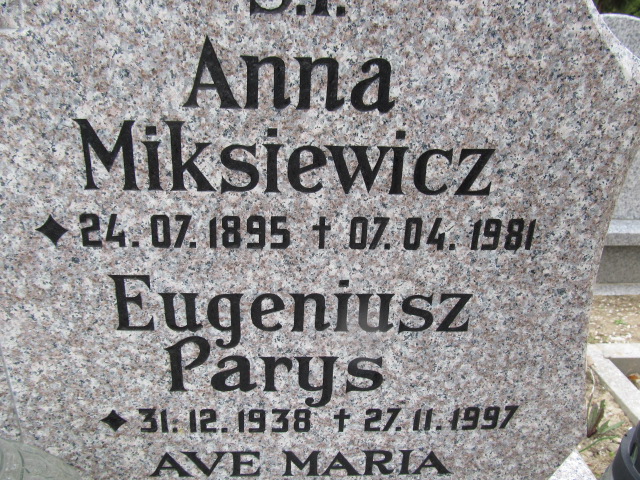 Ś.P.
Anna
Miksiewicz
✦ 24.07.1895 † 07.04.1981
Eugeniusz
Parys
✦ 31.12.1938 † 27.11.1997
AVE MARIA